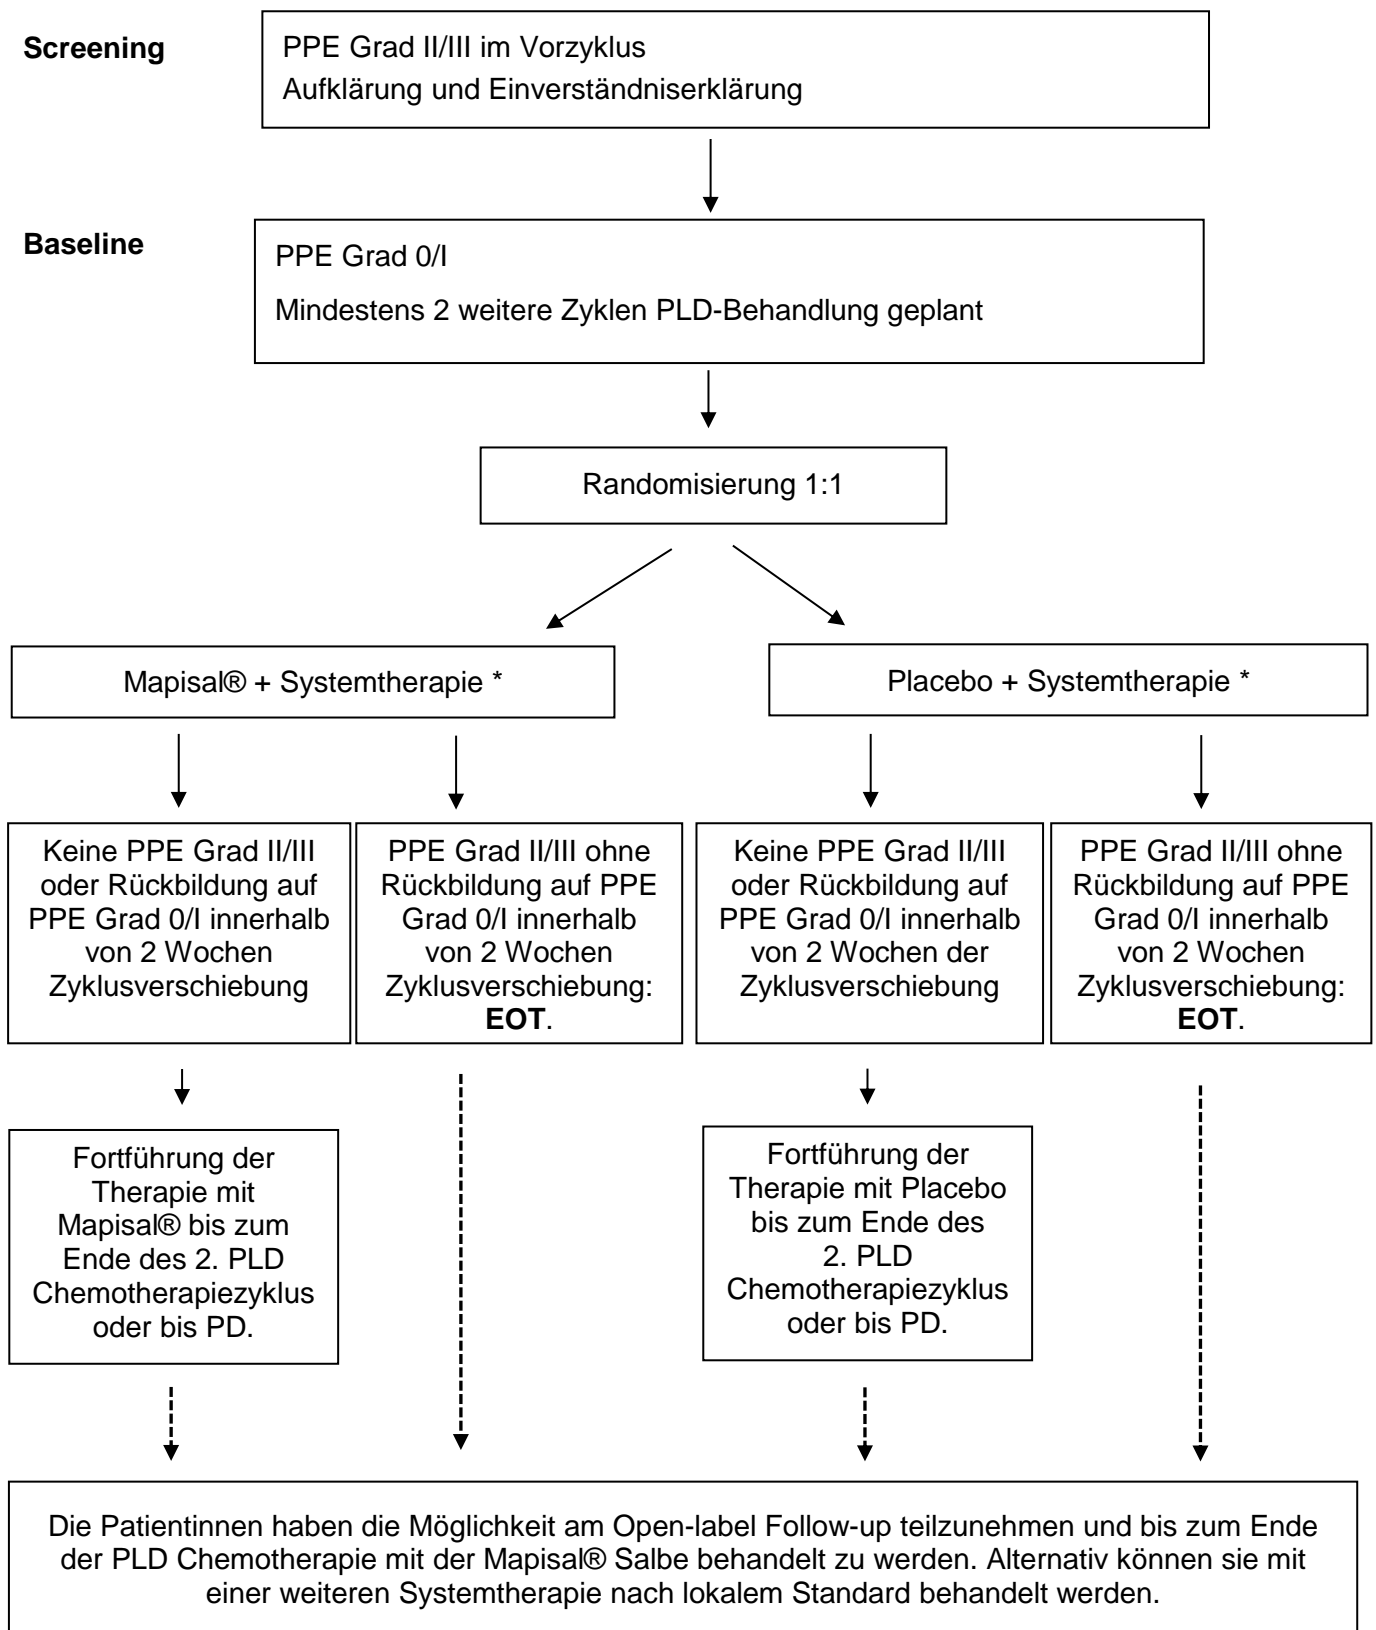 Screening
PPE Grad II/III im Vorzyklus
Aufklärung und Einverständniserklärung
Baseline
PPE Grad 0/I
Mindestens 2 weitere Zyklen PLD-Behandlung geplant
Randomisierung 1:1
Mapisal® + Systemtherapie *
Placebo + Systemtherapie *
Keine PPE Grad II/III
oder Rückbildung auf
PPE Grad 0/I innerhalb
von 2 Wochen
Zyklusverschiebung
PPE Grad II/III ohne
Rückbildung auf PPE
Grad 0/I innerhalb
von 2 Wochen
Zyklusverschiebung:
EOT.
Keine PPE Grad II/III
oder Rückbildung auf
PPE Grad 0/I innerhalb
von 2 Wochen der
Zyklusverschiebung
PPE Grad II/III ohne
Rückbildung auf PPE
Grad 0/I innerhalb
von 2 Wochen
Zyklusverschiebung:
EOT.
Fortführung der
Therapie mit
Mapisal® bis zum
Ende des 2. PLD
Chemotherapiezyklus
oder bis PD.
Fortführung der
Therapie mit Placebo
bis zum Ende des
2. PLD
Chemotherapiezyklus
oder bis PD.
Die Patientinnen haben die Möglichkeit am Open-label Follow-up teilzunehmen und bis zum Ende
der PLD Chemotherapie mit der Mapisal® Salbe behandelt zu werden. Alternativ können sie mit
einer weiteren Systemtherapie nach lokalem Standard behandelt werden.